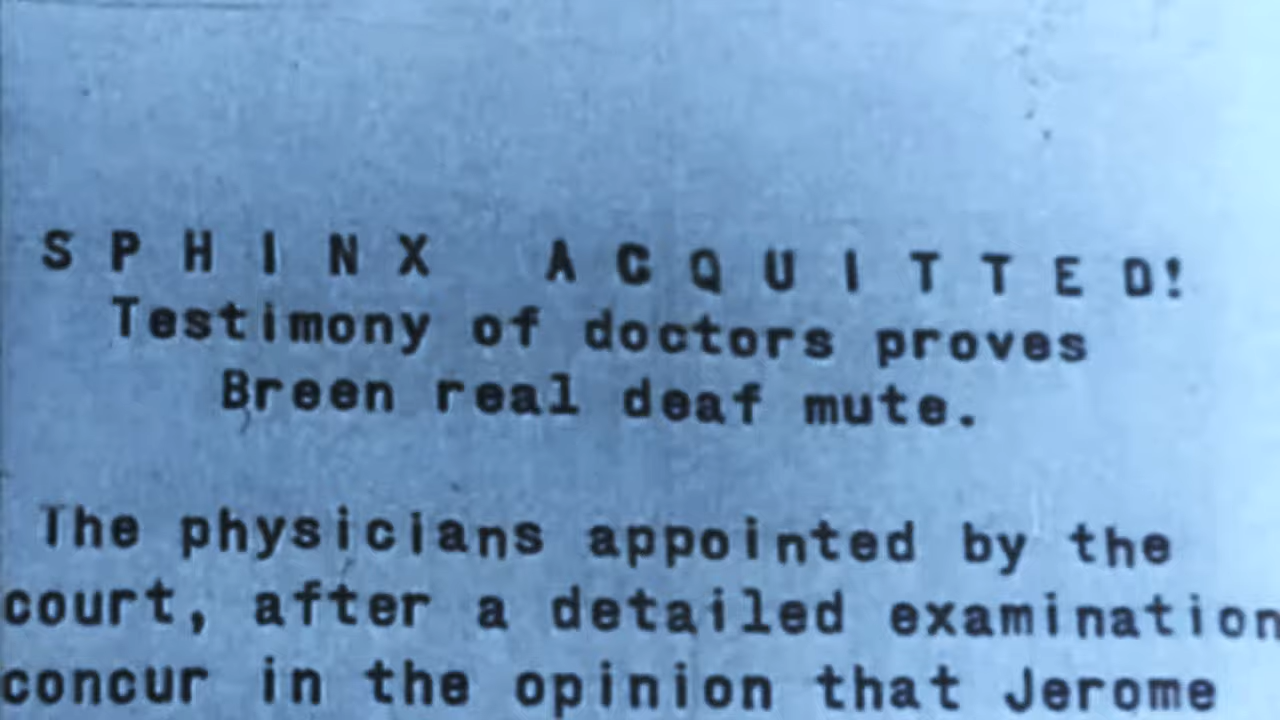 SPHINX ACQUITTED!
Testimony of doctors proves
Breen real deaf mute.
The physicians appointed by the
court, after a detailed examination
concur in the opinion that Jerome